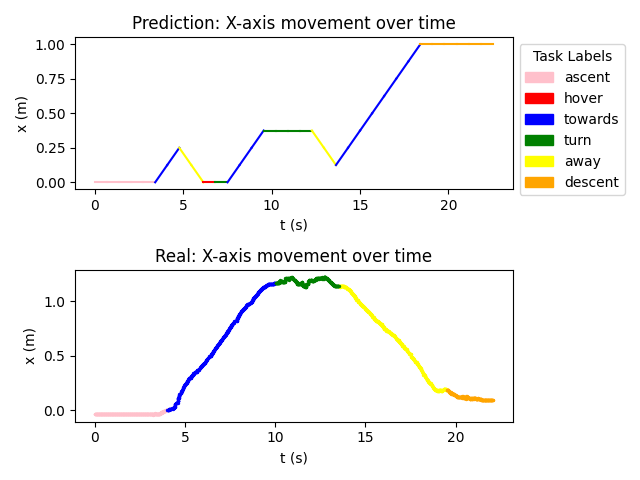 Prediction: X-axis movement over time
1.00
0.75
0.50
0.25
0.00
x (m)
0 5 10 15 20
t (s)
Task Labels
ascent
hover
towards
turn
away
descent
Real: X-axis movement over time
1.0
0.5
0.0
x (m)
0 5 10 15 20
t (s)